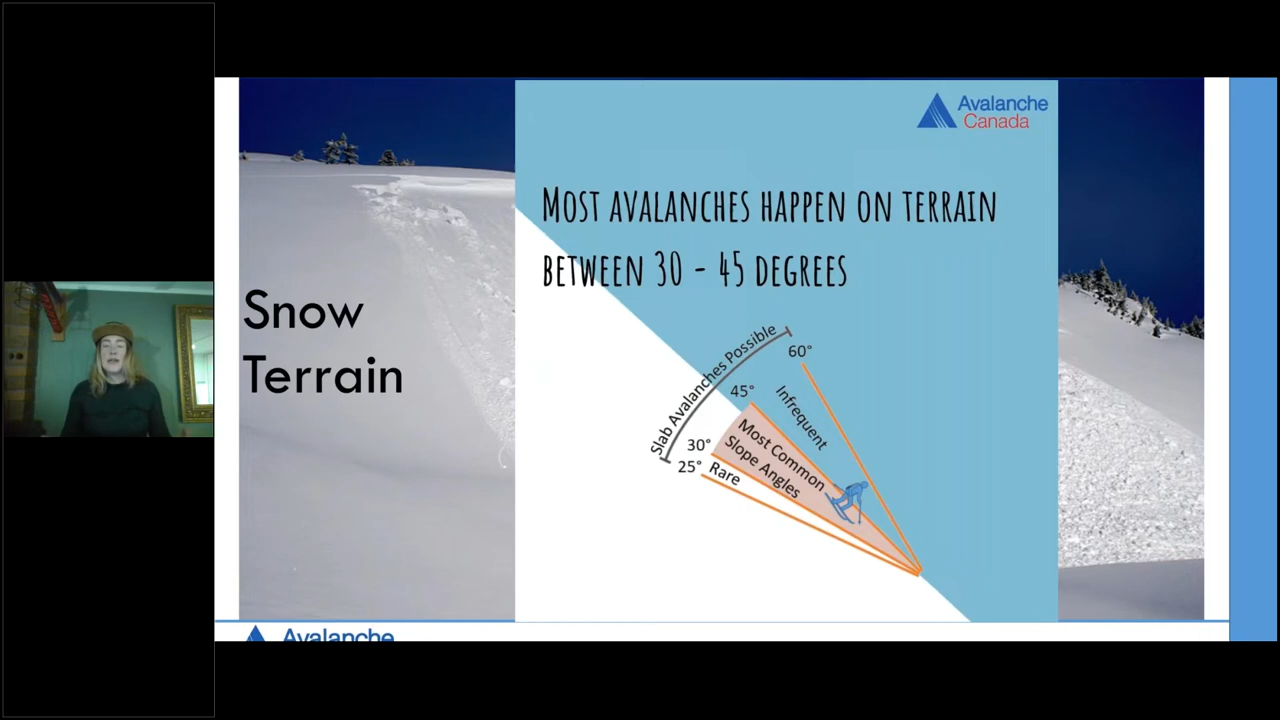 Avalanche
Canada
MOST AVALANCHES HAPPEN ON TERRAIN
BETWEEN 30 - 45 DEGREES
Snow
Terrain
Slab Avalanches Possible
60°
45°
Infrequent
30°
Most Common
Slope Angles
25°
Rare
Avalanche